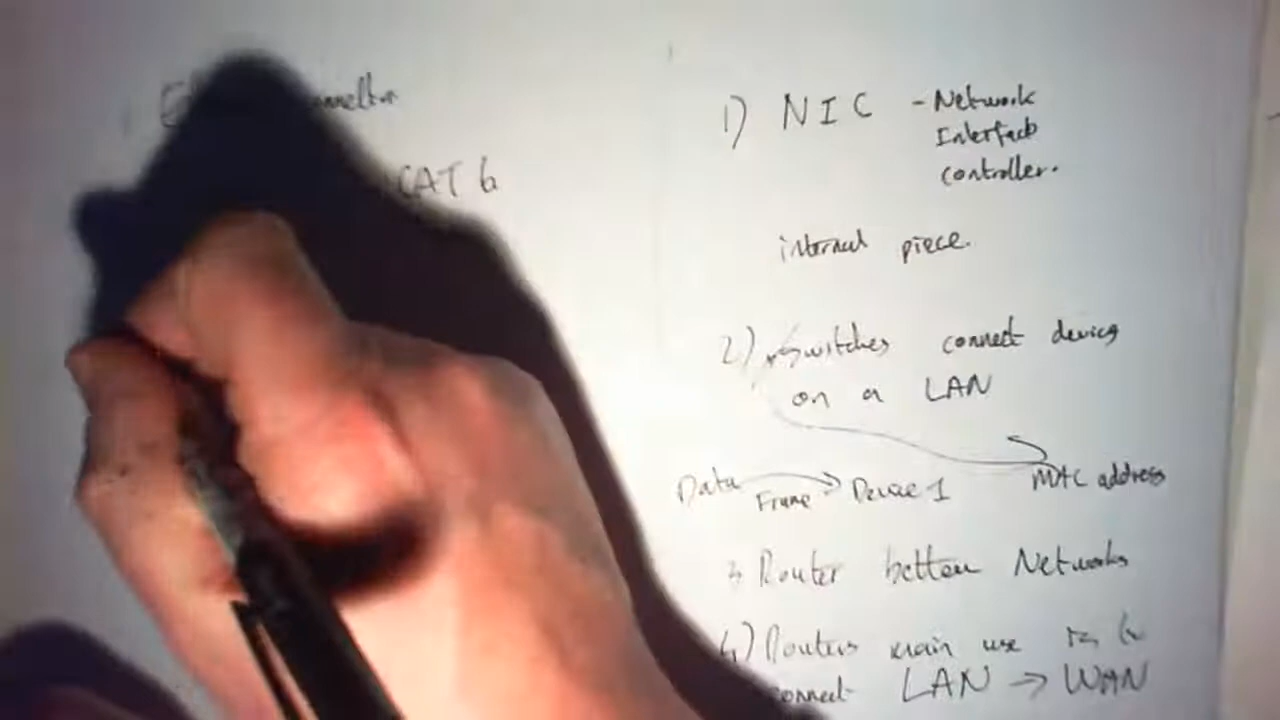 CAT 6
1) NIC - Network
Interface
controller.
internal piece.
2) Switches connect devices
on a LAN
Data Frame Device 1 MAC address
3 Router between Networks
4) Routers main use is to
connect LAN → WAN